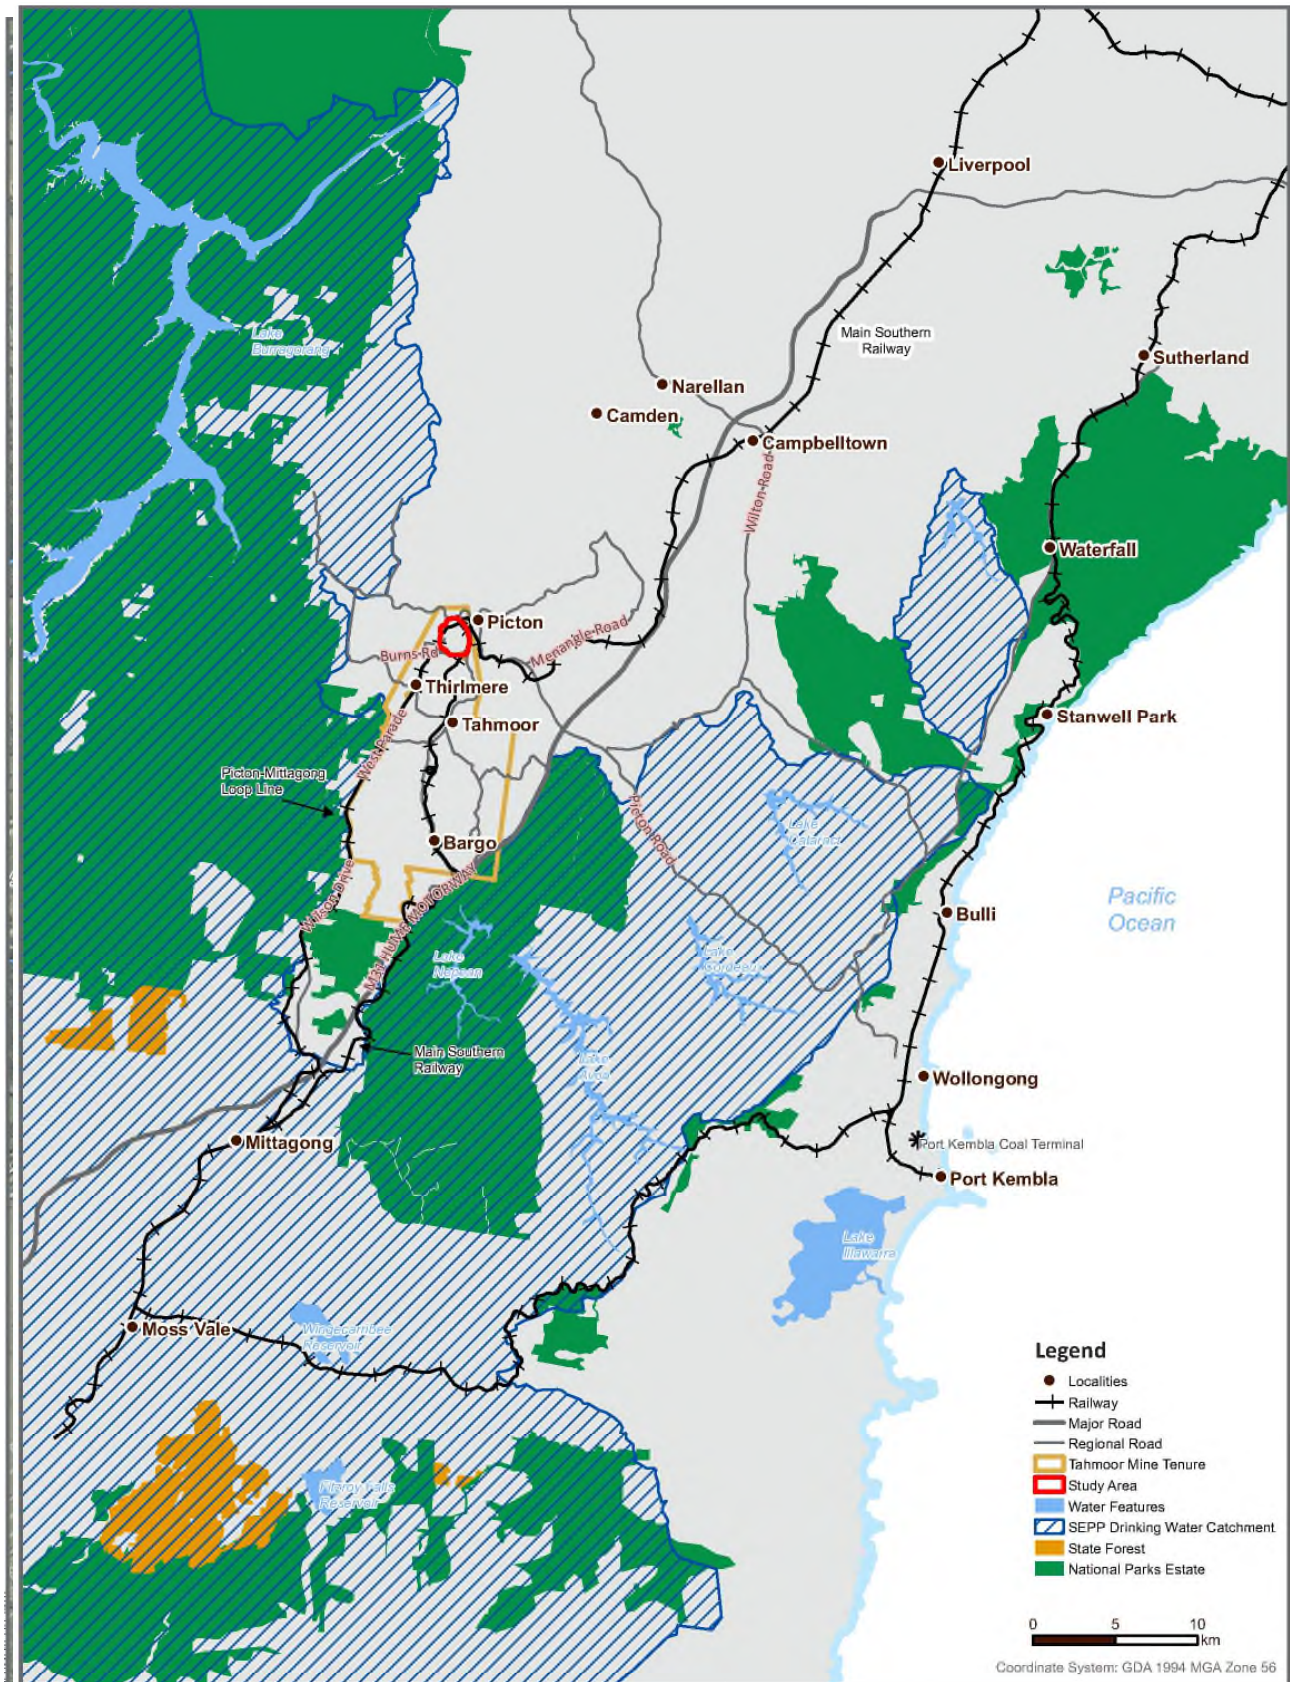 Liverpool
Main Southern
Railway
Sutherland
Lake
Burragorang
Narellan
Camden
Campbelltown
Wilton Road
Waterfall
Picton
Menangle Road
Burns Rd
Thirlmere
Stanwell Park
Tahmoor
West Parade
Picton-Mittagong
Loop Line
Picton Road
Lake
Cataract
Bargo
Wilson Drive
M31 HUME MOTORWAY
Pacific
Ocean
Bulli
Lake
Nepean
Lake
Cordeaux
Main Southern
Railway
Lake
Avon
Wollongong
Mittagong
Port Kembla Coal Terminal
Port Kembla
Lake
Illawarra
Moss Vale
Wingecarribee
Reservoir
Fitzroy Falls
Reservoir
Legend
Localities
Railway
Major Road
Regional Road
Tahmoor Mine Tenure
Study Area
Water Features
SEPP Drinking Water Catchment
State Forest
National Parks Estate
0 5 10
km
Coordinate System: GDA 1994 MGA Zone 56